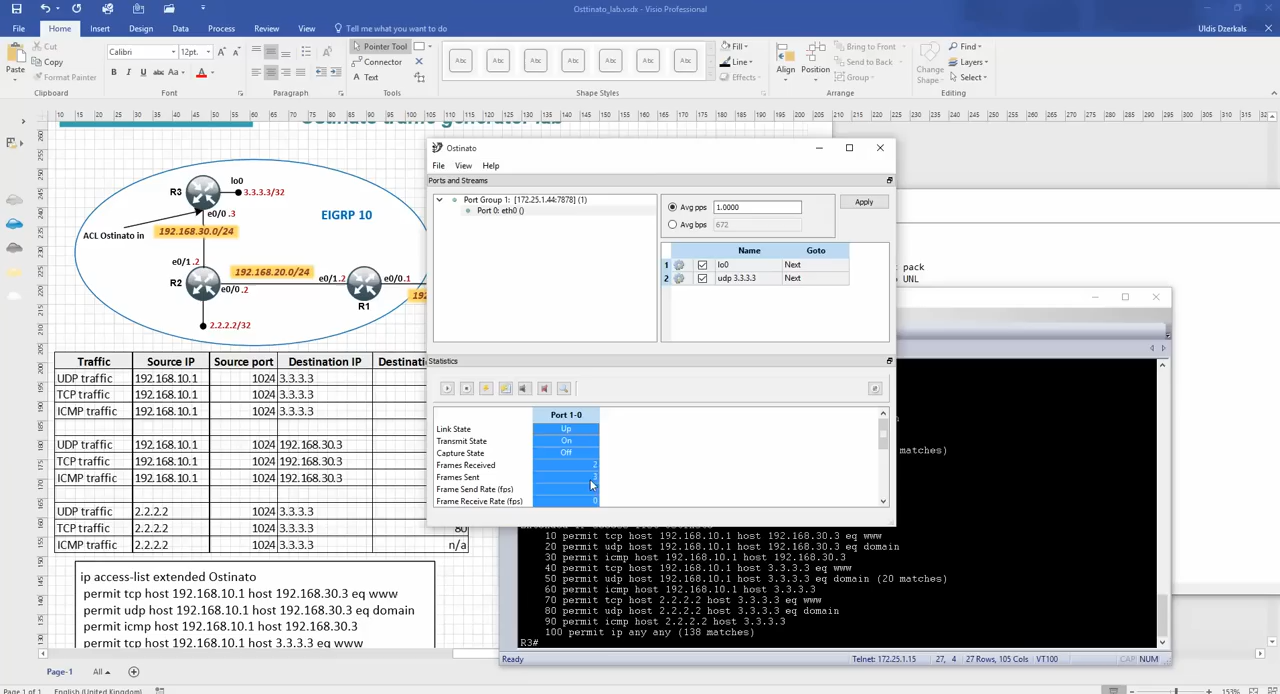 Osttinato_lab.vsdx - Visio Professional
File Home Insert Design Data Process Review View Tell me what you want to do Uldis Dzerkals
Cut
Copy
Format Painter
Paste
Clipboard
Calibri 12pt.
B I U abc Aa A
Font
Paragraph
Pointer Tool
Connector
Text
Tools
Abc Abc Abc Abc Abc Abc Abc
Fill
Line
Effects
Shape Styles
Align Position
Bring to Front
Send to Back
Group
Arrange
Change Shape
Find
Layers
Select
Editing
Ostinato traffic generator lab
R3
lo0
3.3.3.3/32
e0/0 .3
EIGRP 10
ACL Ostinato in
192.168.30.0/24
e0/1 .2
192.168.20.0/24
R2
e0/0 .2
e0/1.2
e0/0.1
R1
2.2.2.2/32
Traffic Source IP Source port Destination IP
UDP traffic 192.168.10.1 1024 3.3.3.3
TCP traffic 192.168.10.1 1024 3.3.3.3
ICMP traffic 192.168.10.1 1024 3.3.3.3
UDP traffic 192.168.10.1 1024 192.168.30.3
TCP traffic 192.168.10.1 1024 192.168.30.3
ICMP traffic 192.168.10.1 1024 192.168.30.3
UDP traffic 2.2.2.2 1024 3.3.3.3
TCP traffic 2.2.2.2 1024 3.3.3.3 80
ICMP traffic 2.2.2.2 1024 3.3.3.3 n/a
ip access-list extended Ostinato
permit tcp host 192.168.10.1 host 192.168.30.3 eq www
permit udp host 192.168.10.1 host 192.168.30.3 eq domain
permit icmp host 192.168.10.1 host 192.168.30.3
permit tcp host 192.168.10.1 host 3.3.3.3 eq www
Ostinato
File View Help
Ports and Streams
Port Group 1: [172.25.1.44:7878] (1)
Port 0: eth0 ()
Avg pps 1.0000
Avg bps 672
Apply
Name Goto
1 lo0 Next
2 udp 3.3.3.3 Next
Statistics
Port 1-0
Link State Up
Transmit State On
Capture State Off
Frames Received 2
Frames Sent 3
Frame Send Rate (fps)
Frame Receive Rate (fps) 0
pack
UNL
matches)
10 permit tcp host 192.168.10.1 host 192.168.30.3 eq www
20 permit udp host 192.168.10.1 host 192.168.30.3 eq domain
30 permit icmp host 192.168.10.1 host 192.168.30.3
40 permit tcp host 192.168.10.1 host 3.3.3.3 eq www
50 permit udp host 192.168.10.1 host 3.3.3.3 eq domain (20 matches)
60 permit icmp host 192.168.10.1 host 3.3.3.3
70 permit tcp host 2.2.2.2 host 3.3.3.3 eq www
80 permit udp host 2.2.2.2 host 3.3.3.3 eq domain
90 permit icmp host 2.2.2.2 host 3.3.3.3
100 permit ip any any (138 matches)
R3#
Ready Telnet: 172.25.1.15 27, 4 27 Rows, 105 Cols VT100 CAP NUM
Page-1 All
Page 1 of 1 English (United Kingdom) 153%